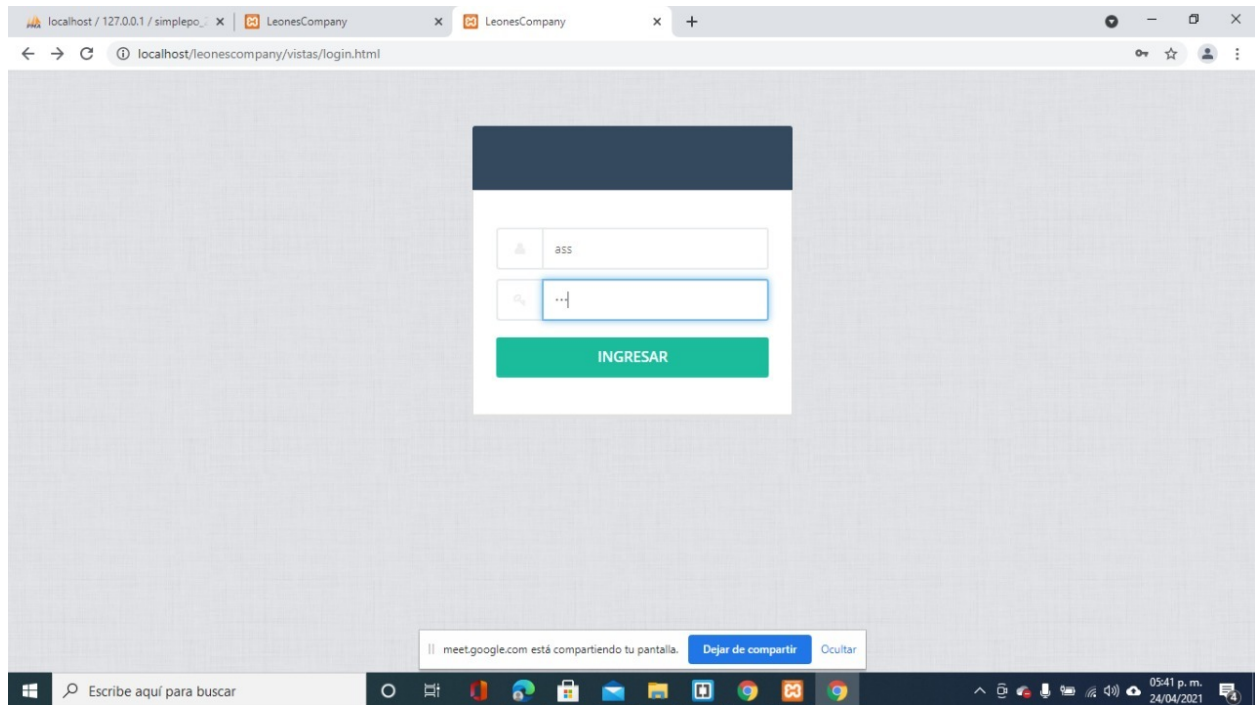 localhost / 127.0.0.1 / simplepo_
LeonesCompany
LeonesCompany
localhost/leonescompany/vistas/login.html
ass
INGRESAR
meet.google.com está compartiendo tu pantalla.
Dejar de compartir
Ocultar
Escribe aquí para buscar
05:41 p. m.
24/04/2021
4